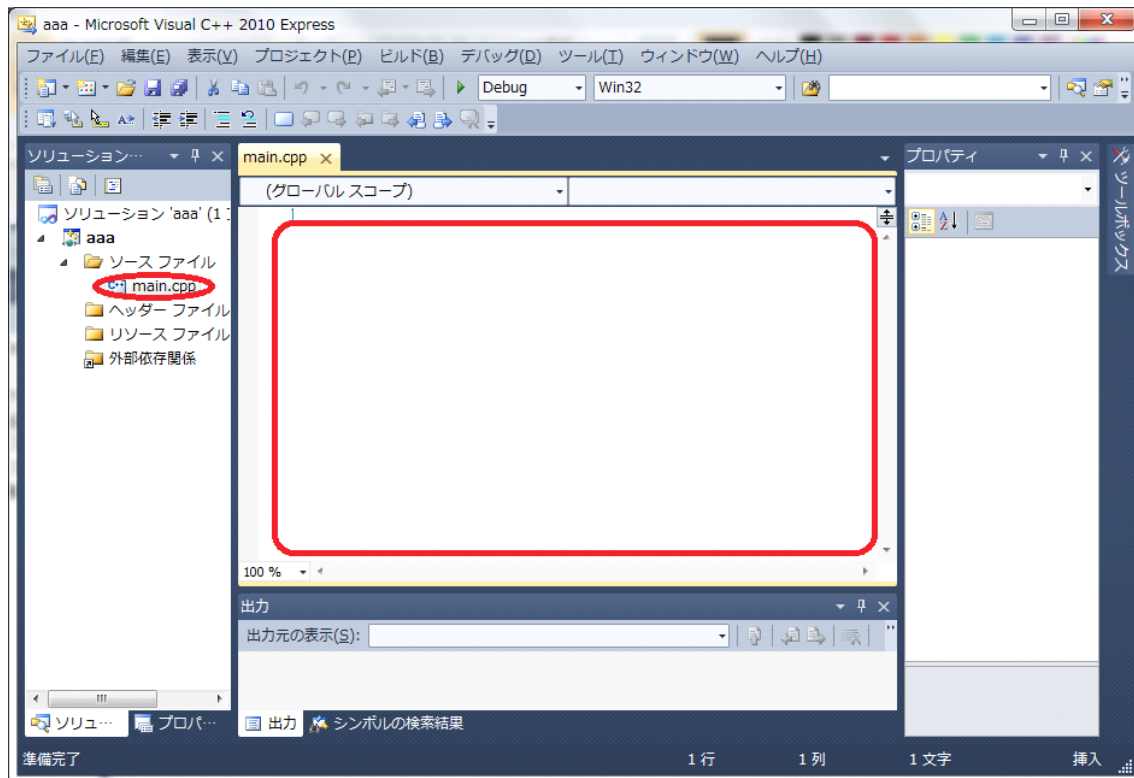 aaa - Microsoft Visual C++ 2010 Express
ファイル(F) 編集(E) 表示(V) プロジェクト(P) ビルド(B) デバッグ(D) ツール(T) ウィンドウ(W) ヘルプ(H)
Debug Win32
ソリューション…
main.cpp
プロパティ
ツールボックス
(グローバル スコープ)
ソリューション 'aaa' (1
aaa
ソース ファイル
main.cpp
ヘッダー ファイル
リソース ファイル
外部依存関係
100 %
出力
出力元の表示(S):
ソリュー… プロパ…
出力 シンボルの検索結果
準備完了 1 行 1 列 1 文字 挿入